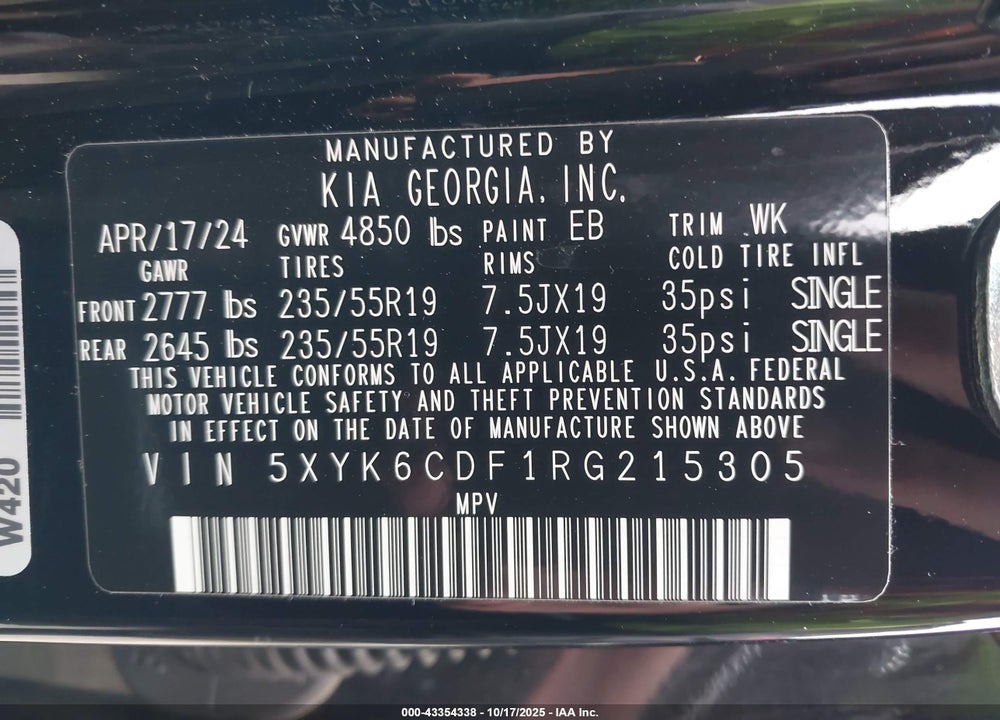 MANUFACTURED BY
KIA GEORGIA, INC.
APR/17/24 GVWR 4850 lbs PAINT EB TRIM WK
GAWR TIRES RIMS COLD TIRE INFL
FRONT 2777 lbs 235/55R19 7.5JX19 35psi SINGLE
REAR 2645 lbs 235/55R19 7.5JX19 35psi SINGLE
THIS VEHICLE CONFORMS TO ALL APPLICABLE U.S.A. FEDERAL
MOTOR VEHICLE SAFETY AND THEFT PREVENTION STANDARDS
IN EFFECT ON THE DATE OF MANUFACTURE SHOWN ABOVE
VIN 5XYK6CDF1RG215305
MPV
W420
000-43354338 - 10/17/2025 - IAA Inc.